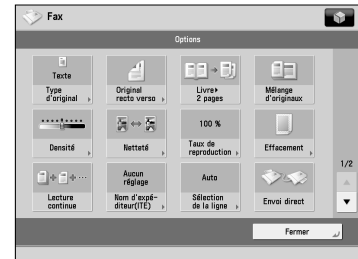 Fax
Options
Texte
Type
d'original
Original
recto verso
Livre▸
2 pages
Mélange
d'originaux
Densité
Netteté
100 %
Taux de
reproduction
Effacement
1/2
Lecture
continue
Aucun
réglage
Nom d'expé-
diteur(ITE)
Auto
Sélection
de la ligne
Envoi direct
Fermer